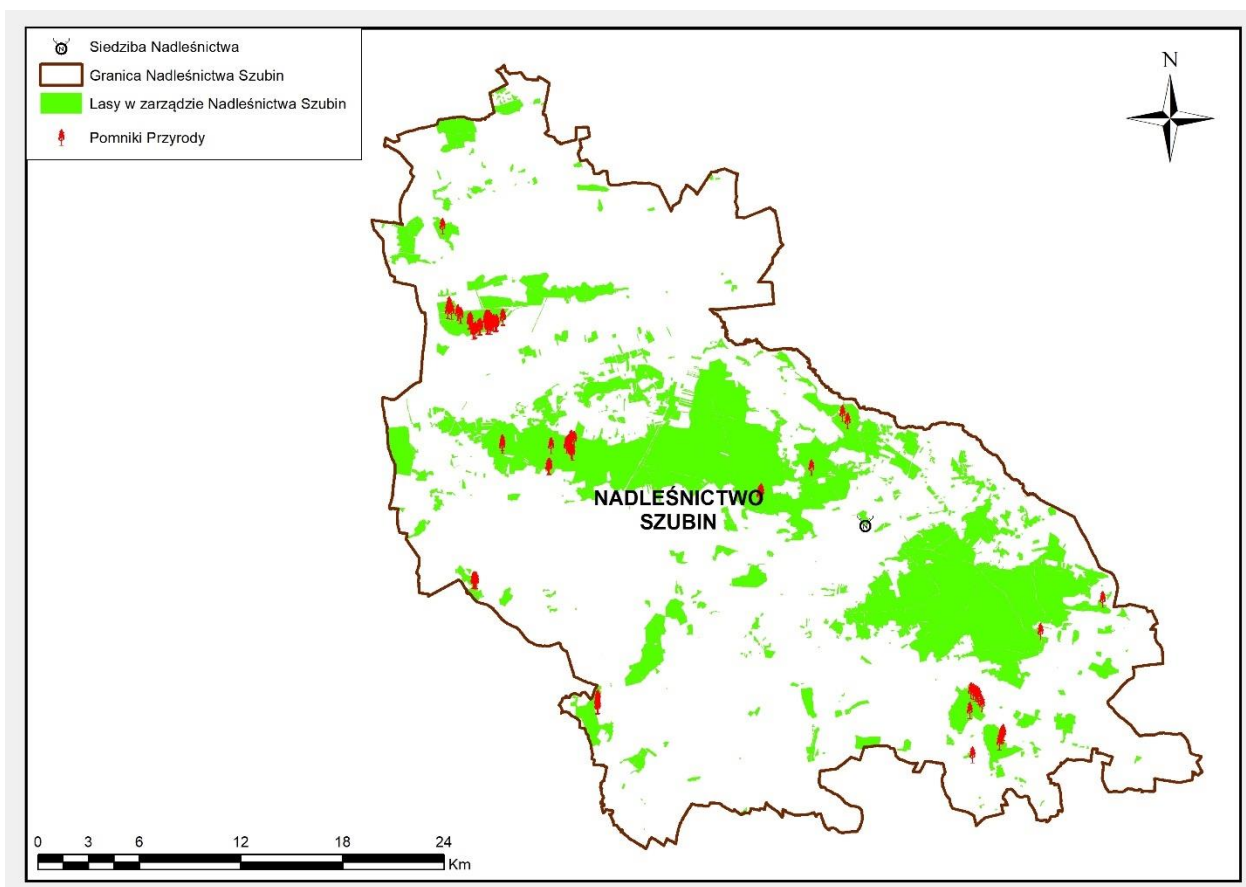 Siedziba Nadleśnictwa
Granica Nadleśnictwa Szubin
Lasy w zarządzie Nadleśnictwa Szubin
Pomniki Przyrody
N
NADLEŚNICTWO
SZUBIN
N
0 3 6 12 18 24
Km